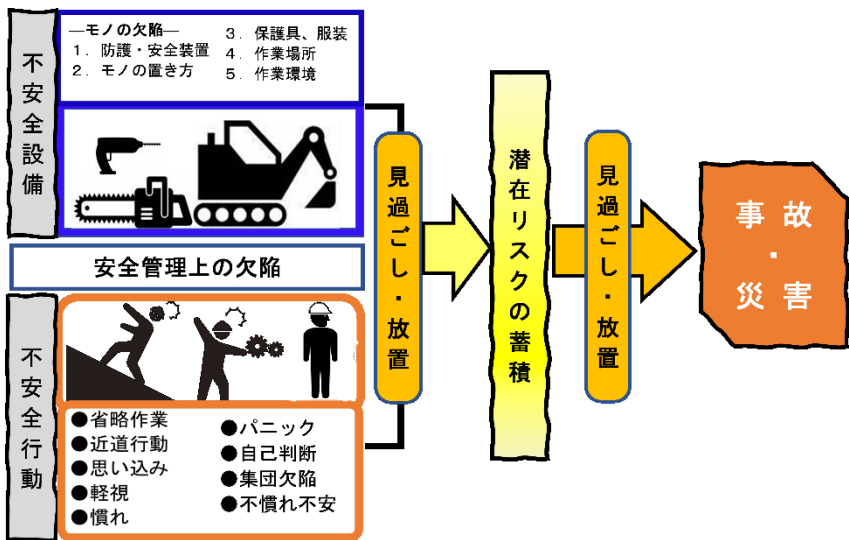 不安全設備
―モノの欠陥―
１．防護・安全装置
２．モノの置き方
３．保護具、服装
４．作業場所
５．作業環境
安全管理上の欠陥
不安全行動
●省略作業
●近道行動
●思い込み
●軽視
●慣れ
●パニック
●自己判断
●集団欠陥
●不慣れ不安
見過ごし・放置
潜在リスクの蓄積
見過ごし・放置
事故
・
災害